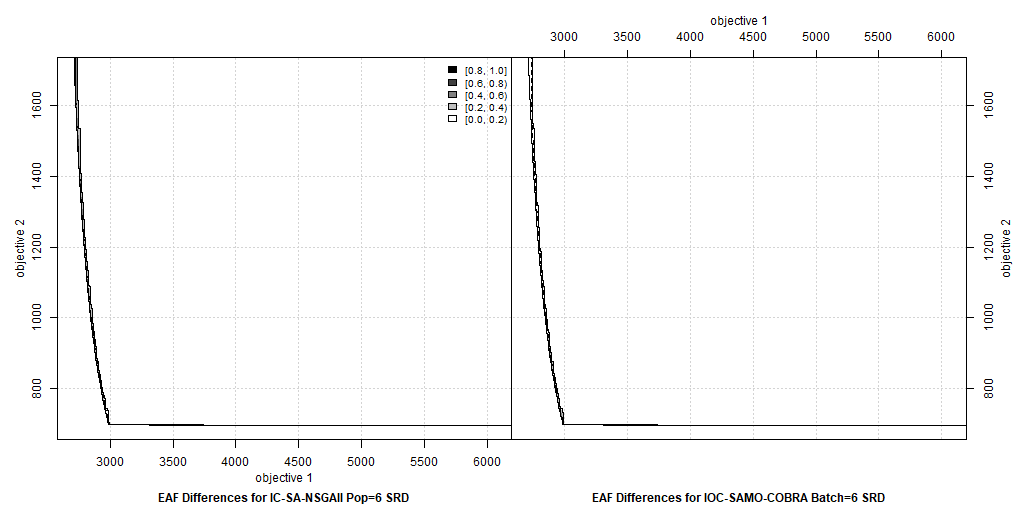 objective 1
3000 3500 4000 4500 5000 5500 6000
[0.8, 1.0]
[0.6, 0.8)
[0.4, 0.6)
[0.2, 0.4)
[0.0, 0.2)
objective 2
1600
1400
1200
1000
800
1600
1400
1200
1000
800
objective 2
3000 3500 4000 4500 5000 5500 6000
objective 1
EAF Differences for IC-SA-NSGAII Pop=6 SRD
EAF Differences for IOC-SAMO-COBRA Batch=6 SRD